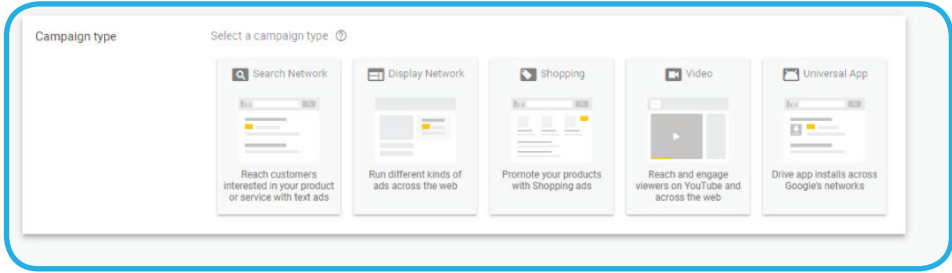 Campaign type
Select a campaign type
Search Network
Reach customers
interested in your product
or service with text ads
Display Network
Run different kinds of
ads across the web
Shopping
Promote your products
with Shopping ads
Video
Reach and engage
viewers on YouTube and
across the web
Universal App
Drive app installs across
Google's networks